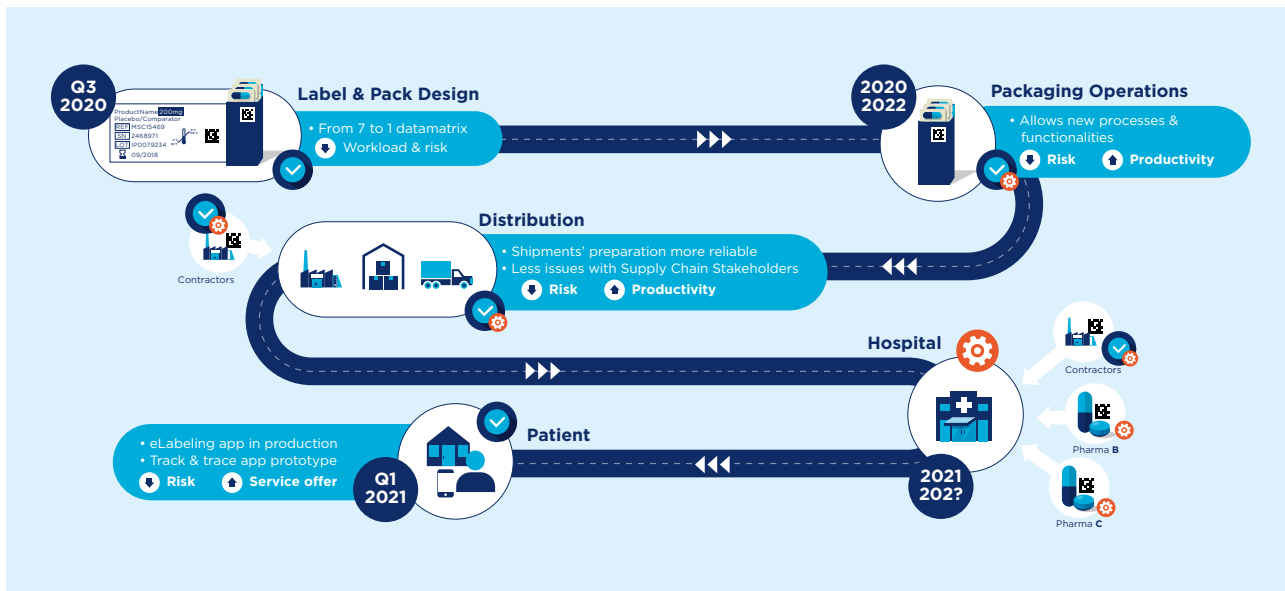 Q3
2020
ProductName 200mg
Placebo/Comparator
REF MSC15469
SN 2468971
LOT IP0079234
09/2018
Label & Pack Design
• From 7 to 1 datamatrix
Workload & risk
2020
2022
Packaging Operations
• Allows new processes &
functionalities
Risk Productivity
Contractors
Distribution
• Shipments' preparation more reliable
• Less issues with Supply Chain Stakeholders
Risk Productivity
Hospital
2021
202?
Contractors
Pharma B
Pharma C
Patient
Q1
2021
• eLabeling app in production
• Track & trace app prototype
Risk Service offer